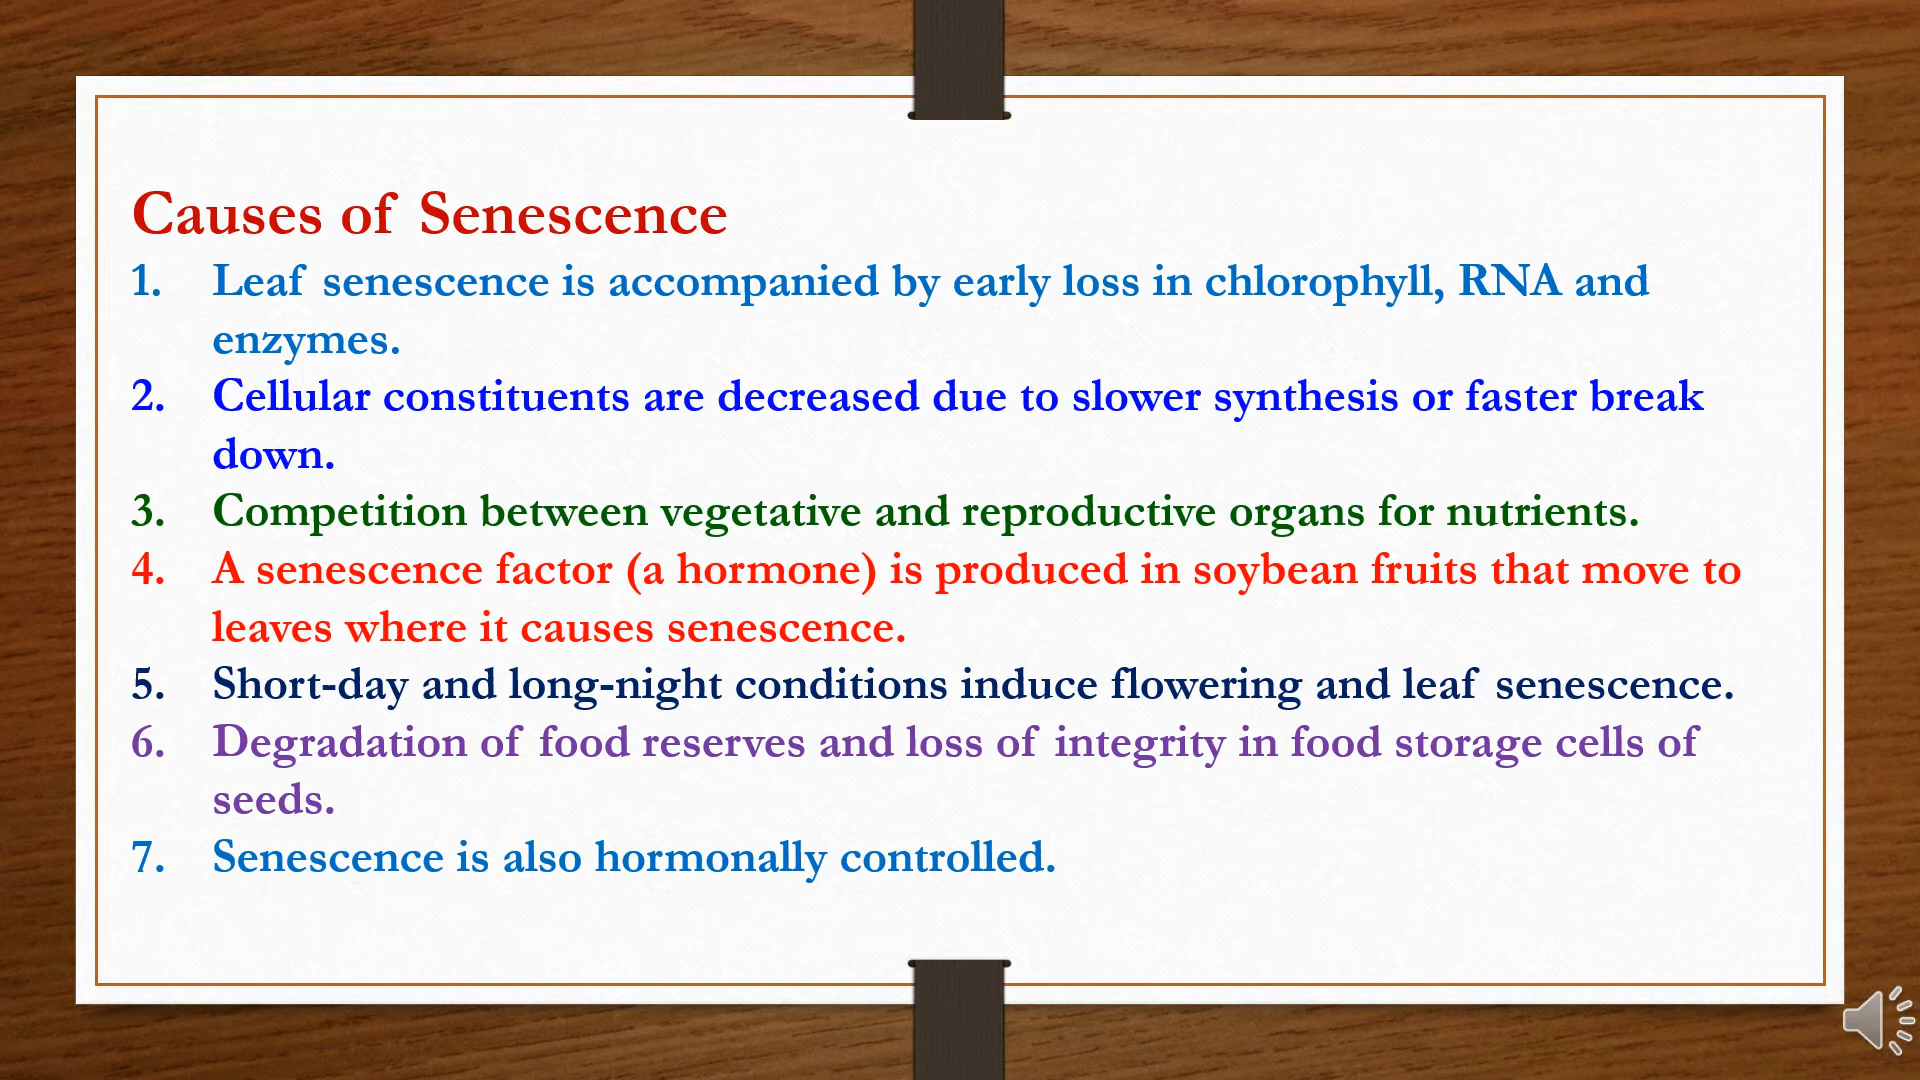 Causes of Senescence
1. Leaf senescence is accompanied by early loss in chlorophyll, RNA and
enzymes.
2. Cellular constituents are decreased due to slower synthesis or faster break
down.
3. Competition between vegetative and reproductive organs for nutrients.
4. A senescence factor (a hormone) is produced in soybean fruits that move to
leaves where it causes senescence.
5. Short-day and long-night conditions induce flowering and leaf senescence.
6. Degradation of food reserves and loss of integrity in food storage cells of
seeds.
7. Senescence is also hormonally controlled.